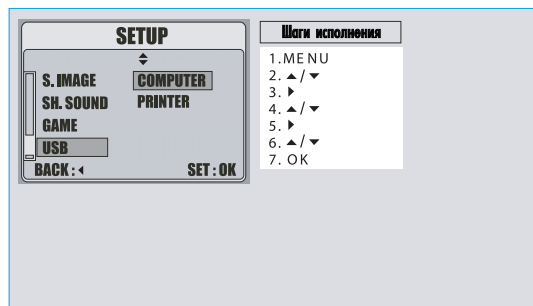 SETUP
S. IMAGE COMPUTER
SH. SOUND PRINTER
GAME
USB
BACK : ◂ SET : OK
Шаги исполнения
1. MENU
2. ▲ / ▼
3. ▶
4. ▲ / ▼
5. ▶
6. ▲ / ▼
7. OK